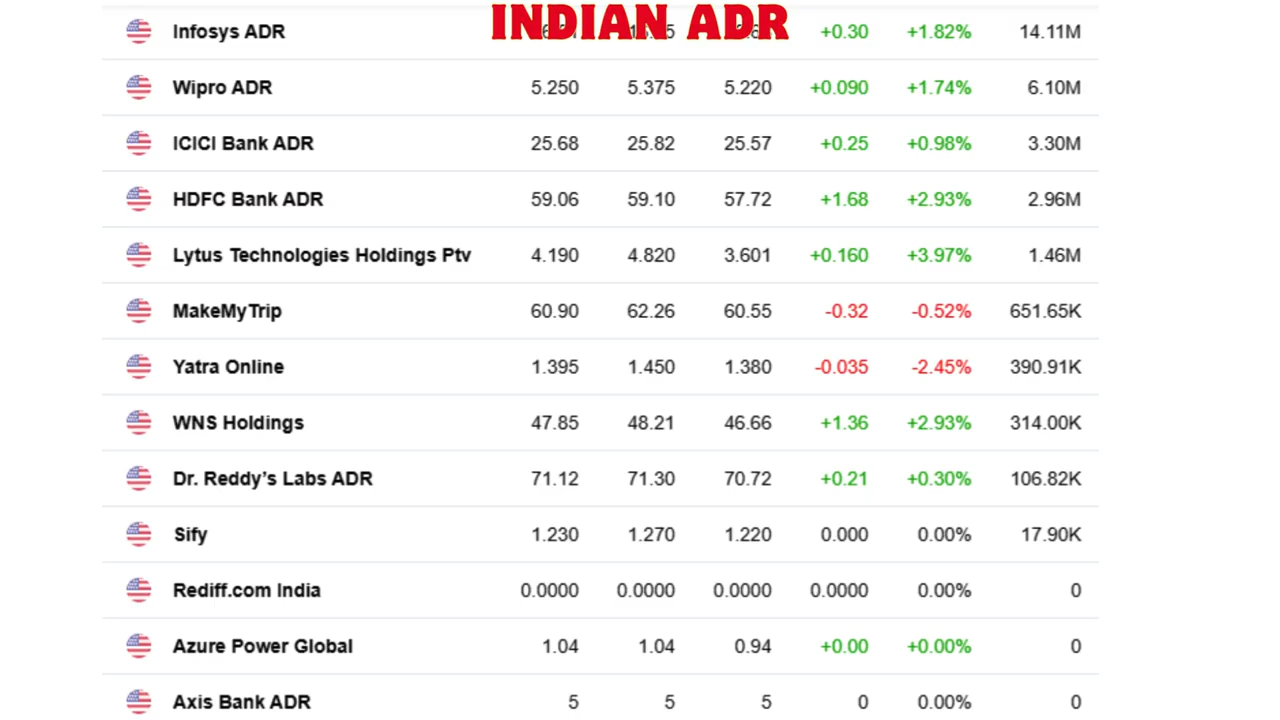 INDIAN ADR
Infosys ADR +0.30 +1.82% 14.11M
Wipro ADR 5.250 5.375 5.220 +0.090 +1.74% 6.10M
ICICI Bank ADR 25.68 25.82 25.57 +0.25 +0.98% 3.30M
HDFC Bank ADR 59.06 59.10 57.72 +1.68 +2.93% 2.96M
Lytus Technologies Holdings Ptv 4.190 4.820 3.601 +0.160 +3.97% 1.46M
MakeMyTrip 60.90 62.26 60.55 -0.32 -0.52% 651.65K
Yatra Online 1.395 1.450 1.380 -0.035 -2.45% 390.91K
WNS Holdings 47.85 48.21 46.66 +1.36 +2.93% 314.00K
Dr. Reddy’s Labs ADR 71.12 71.30 70.72 +0.21 +0.30% 106.82K
Sify 1.230 1.270 1.220 0.000 0.00% 17.90K
Rediff.com India 0.0000 0.0000 0.0000 0.0000 0.00% 0
Azure Power Global 1.04 1.04 0.94 +0.00 +0.00% 0
Axis Bank ADR 5 5 5 0 0.00% 0